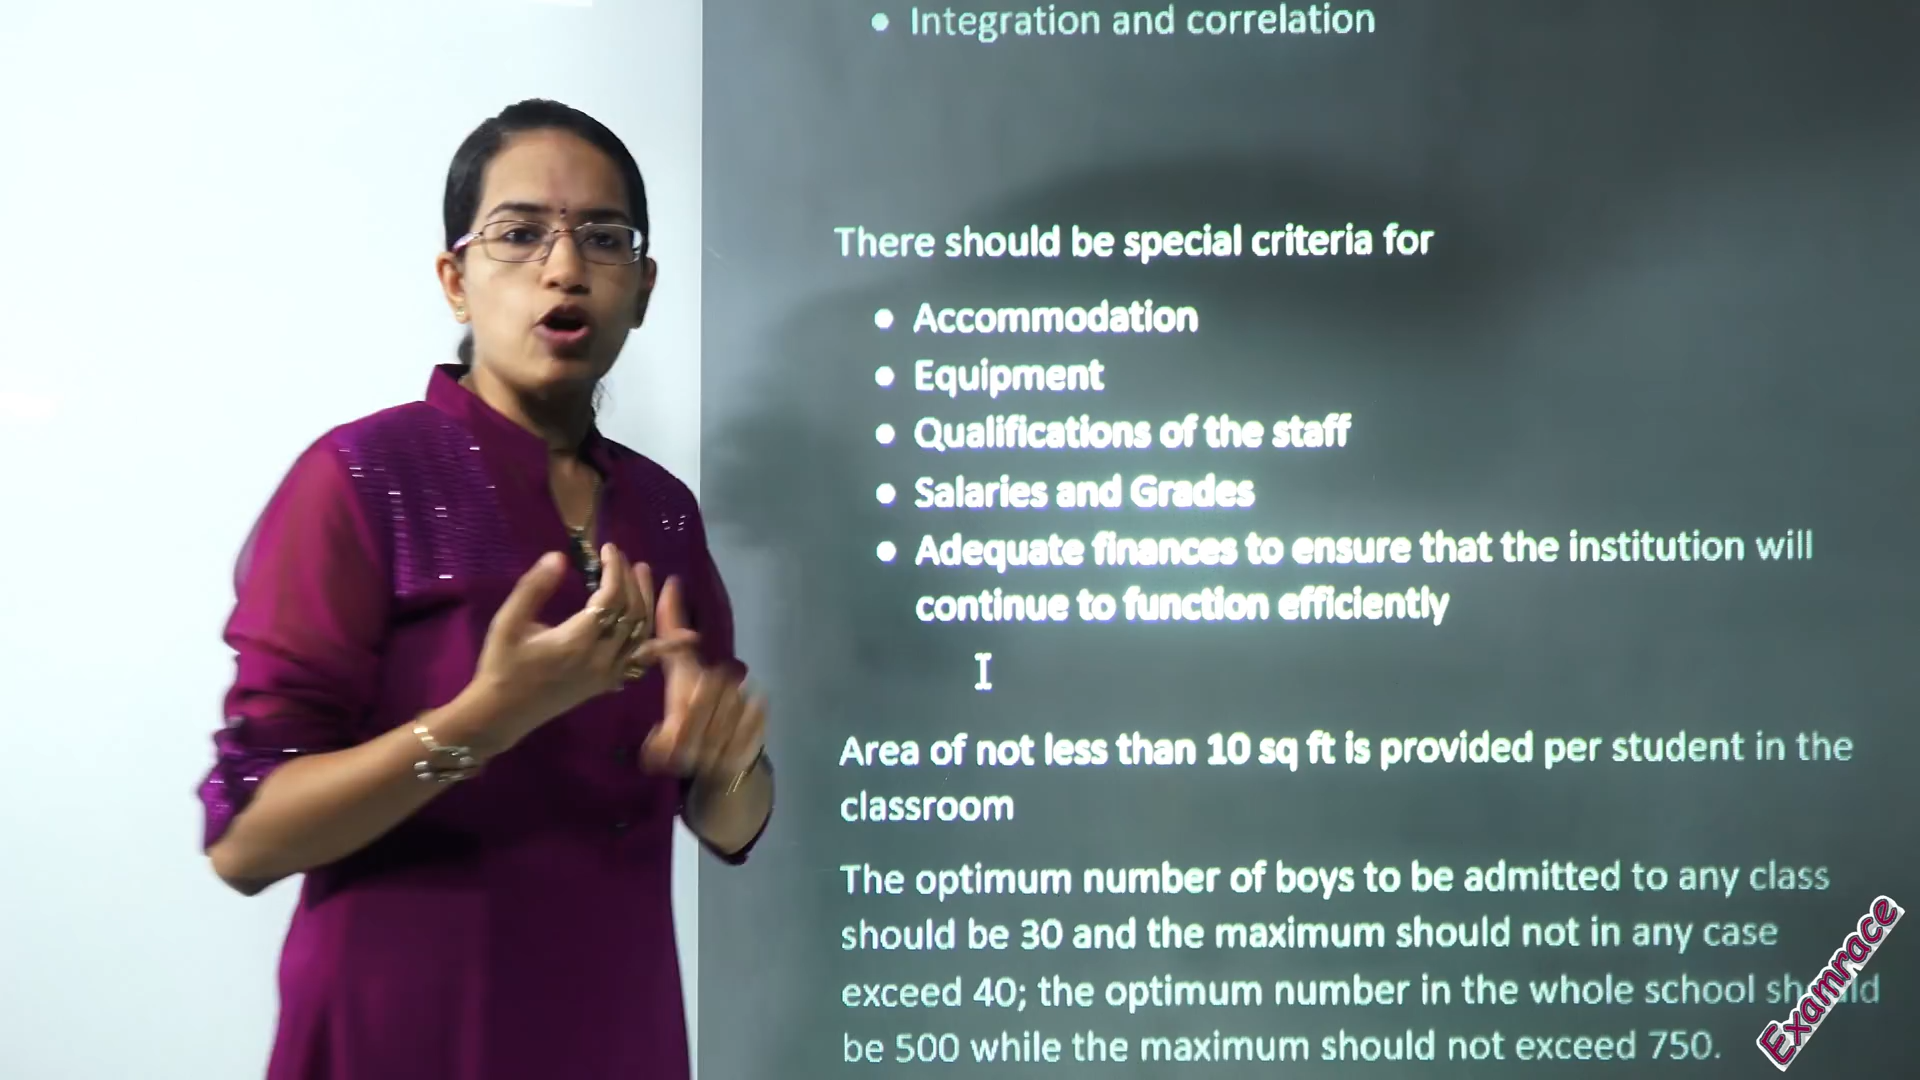 • Integration and correlation
There should be special criteria for
• Accommodation
• Equipment
• Qualifications of the staff
• Salaries and Grades
• Adequate finances to ensure that the institution will
continue to function efficiently
Area of not less than 10 sq ft is provided per student in the
classroom
The optimum number of boys to be admitted to any class
should be 30 and the maximum should not in any case
exceed 40; the optimum number in the whole school should
be 500 while the maximum should not exceed 750.
Examrace